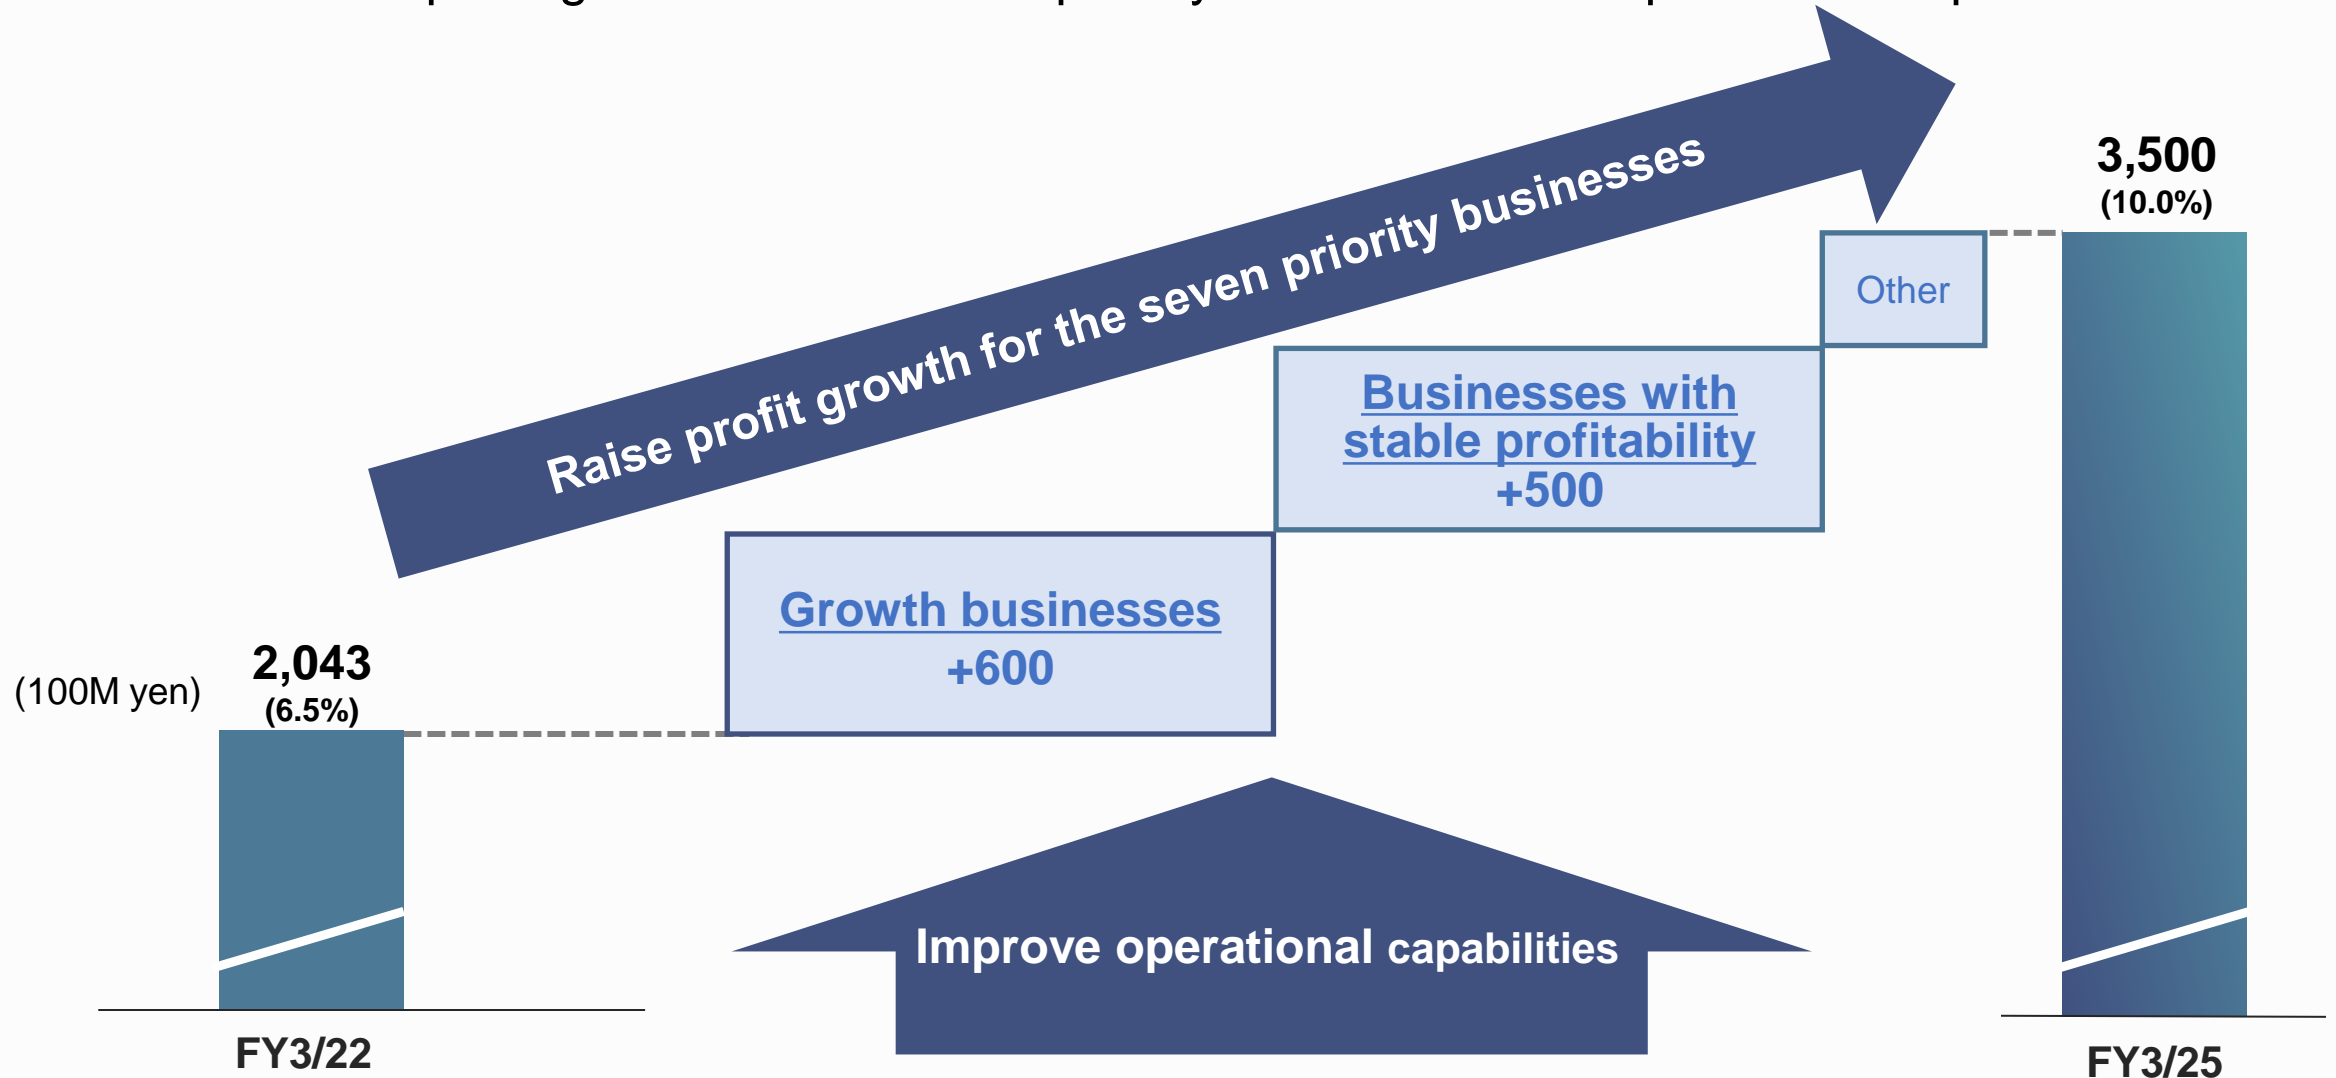 Raise profit growth for the seven priority businesses
3,500
(10.0%)
Other
Businesses with
stable profitability
+500
Growth businesses
+600
(100M yen)
2,043
(6.5%)
Improve operational capabilities
FY3/22
FY3/25